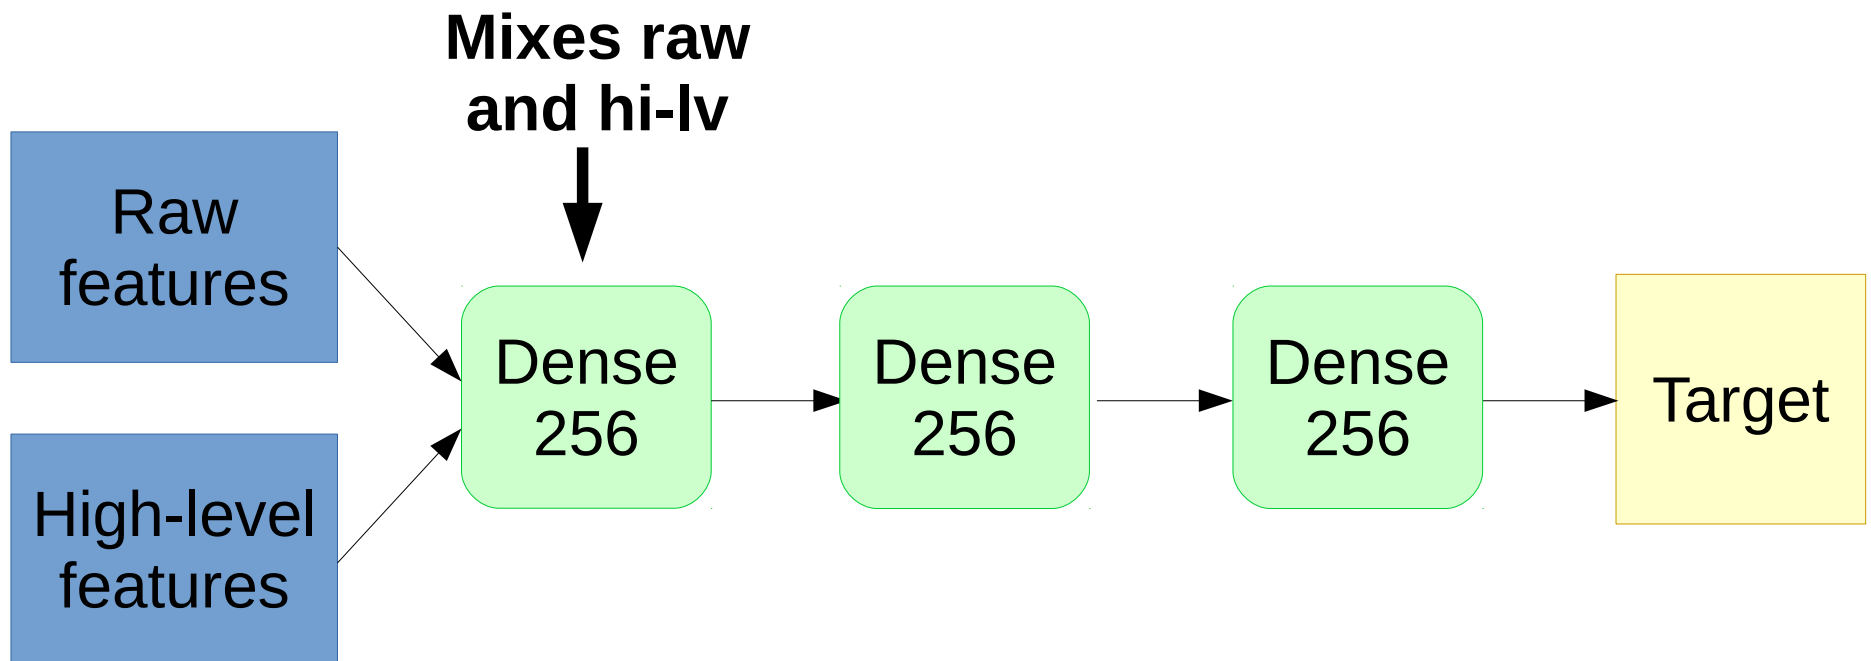 Mixes raw
and hi-lv
Raw
features
High-level
features
Dense
256
Dense
256
Dense
256
Target